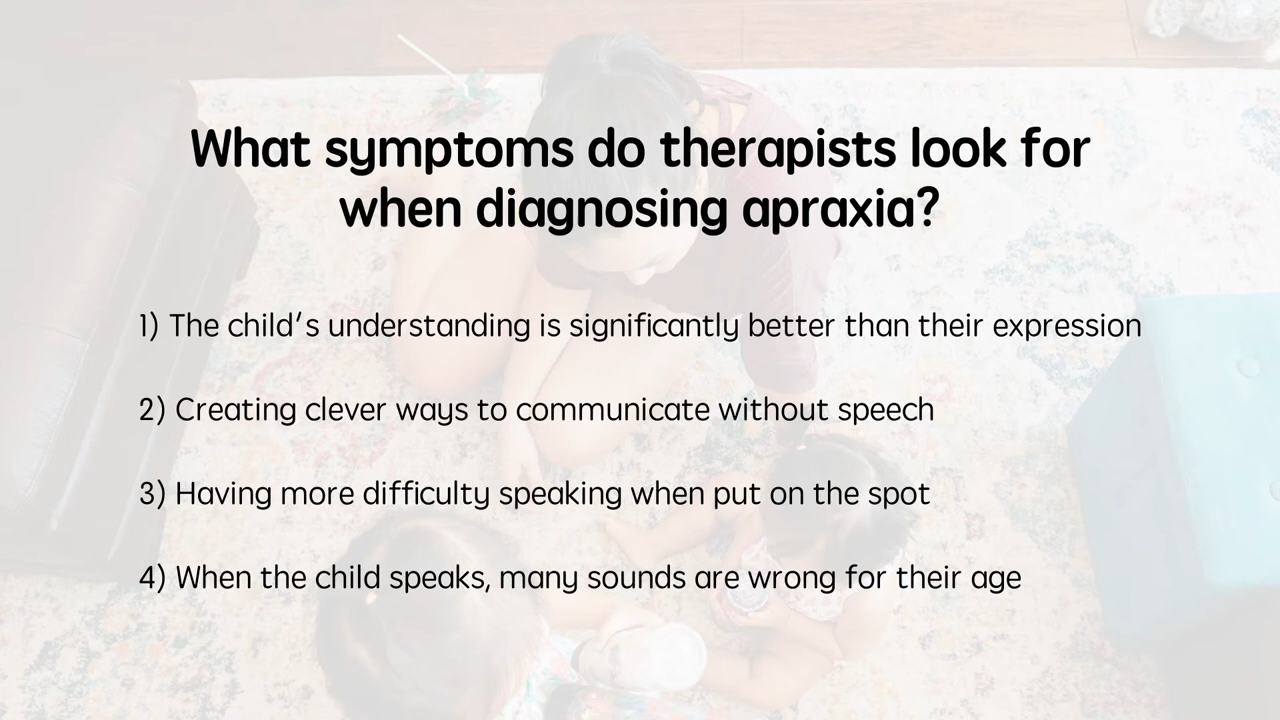 What symptoms do therapists look for
when diagnosing apraxia?
1) The child's understanding is significantly better than their expression
2) Creating clever ways to communicate without speech
3) Having more difficulty speaking when put on the spot
4) When the child speaks, many sounds are wrong for their age